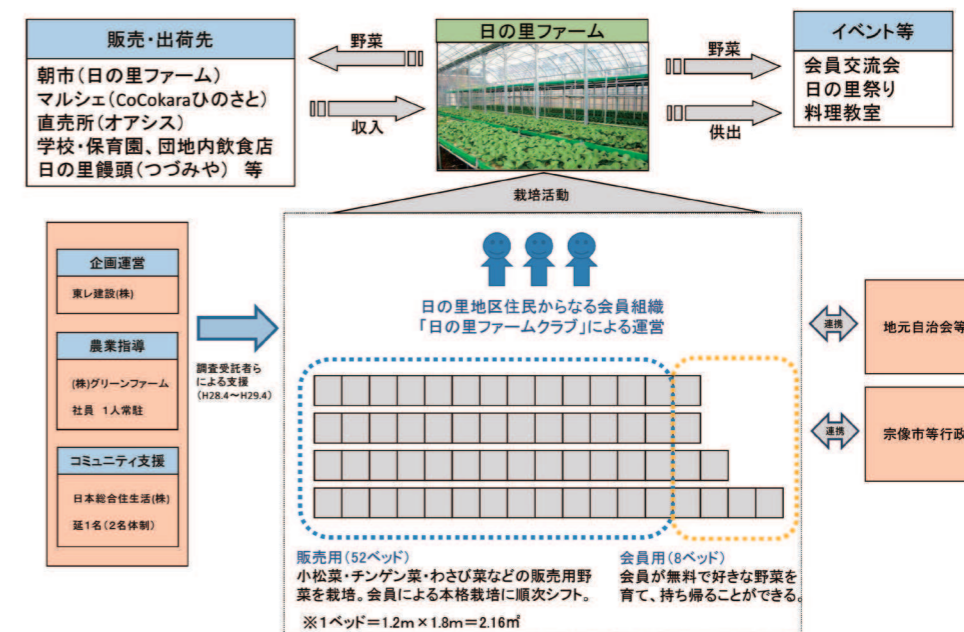 販売・出荷先
朝市(日の里ファーム)
マルシェ(CoCokaraひのさと)
直売所(オアシス)
学校・保育園、団地内飲食店
日の里饅頭(つづみや) 等
野菜
収入
日の里ファーム
野菜
供出
イベント等
会員交流会
日の里祭り
料理教室
栽培活動
企画運営
東レ建設(株)
農業指導
(株)グリーンファーム
社員 1人常駐
コミュニティ支援
日本総合住生活(株)
延1名(2名体制)
調査受託者ら
による支援
(H28.4~H29.4)
日の里地区住民からなる会員組織
「日の里ファームクラブ」による運営
連携
地元自治会等
連携
宗像市等行政
販売用(52ベッド)
小松菜・チンゲン菜・わさび菜などの販売用野
菜を栽培。会員による本格栽培に順次シフト。
会員用(8ベッド)
会員が無料で好きな野菜を
育て、持ち帰ることができる。
※1ベッド=1.2m×1.8m=2.16㎡